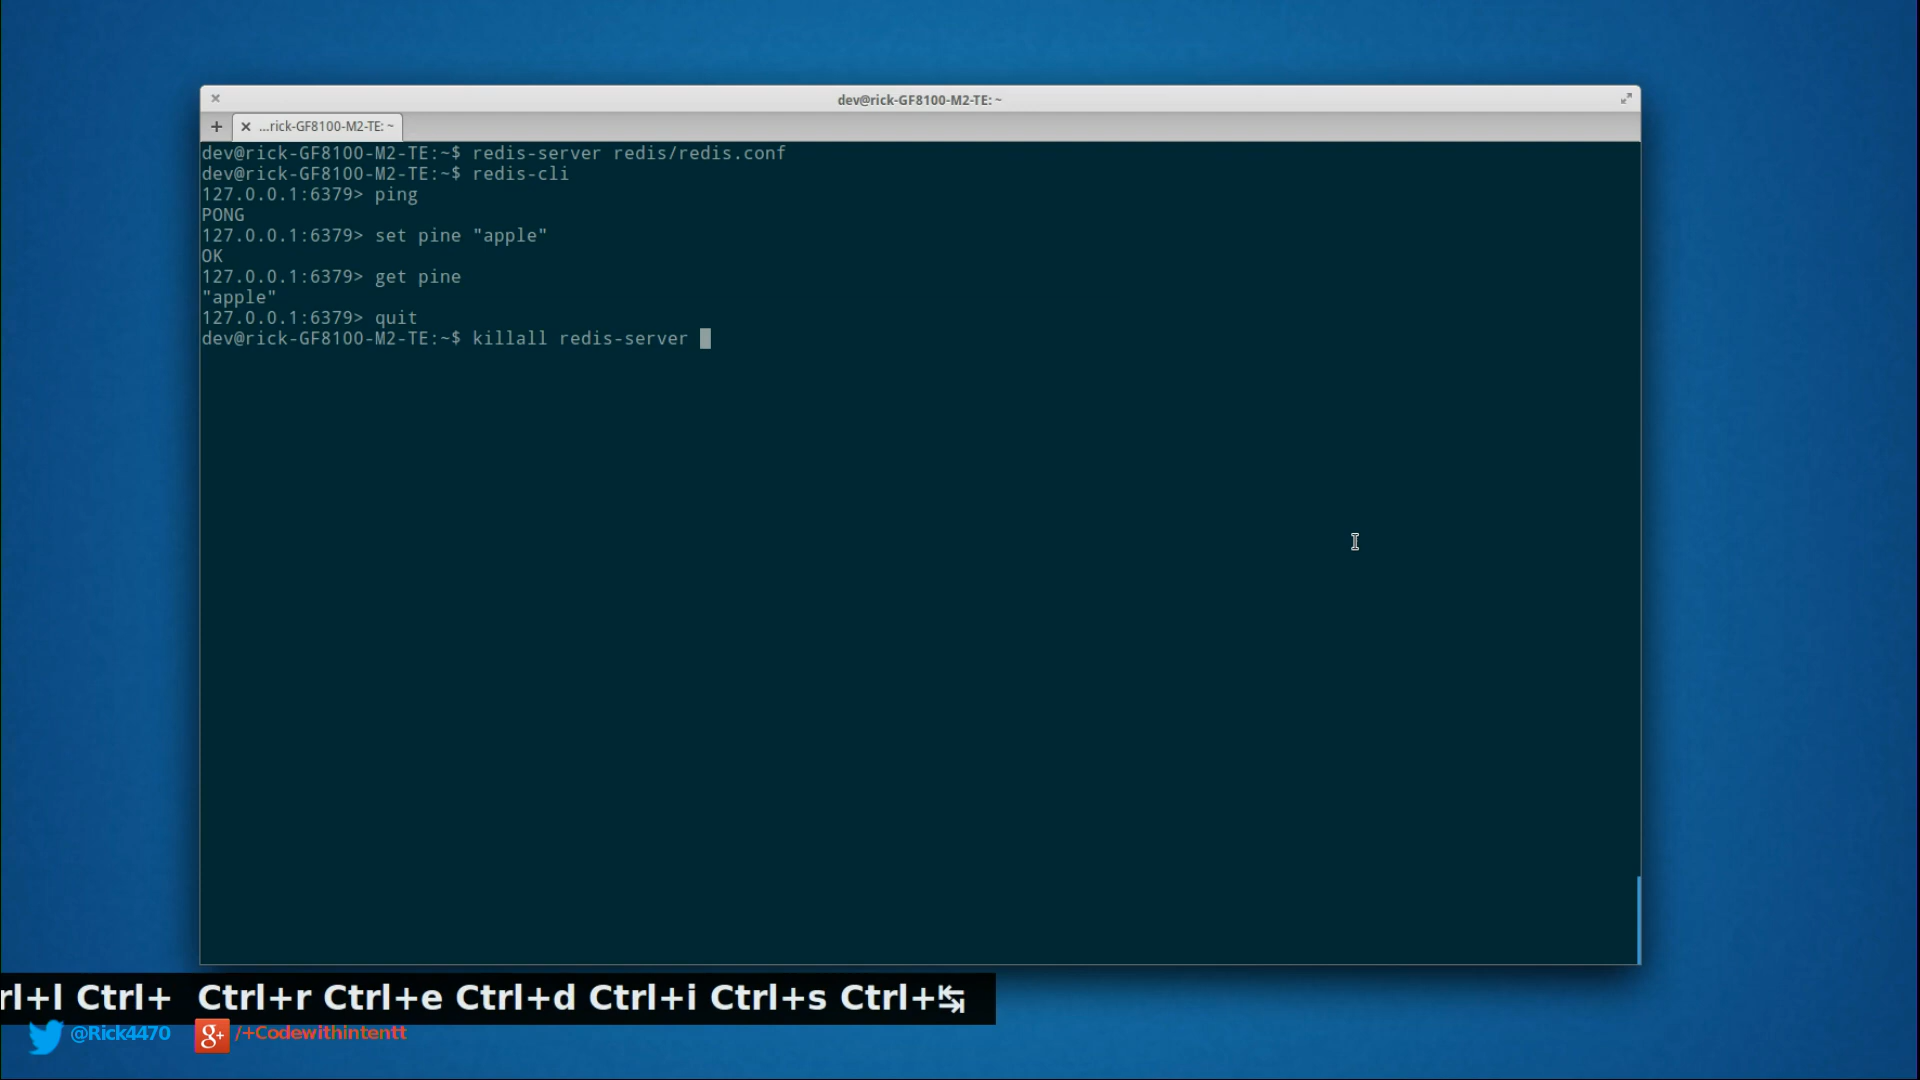 dev@rick-GF8100-M2-TE: ~
...rick-GF8100-M2-TE: ~
dev@rick-GF8100-M2-TE:~$ redis-server redis/redis.conf
dev@rick-GF8100-M2-TE:~$ redis-cli
127.0.0.1:6379> ping
PONG
127.0.0.1:6379> set pine "apple"
OK
127.0.0.1:6379> get pine
"apple"
127.0.0.1:6379> quit
dev@rick-GF8100-M2-TE:~$ killall redis-server
rl+l Ctrl+  Ctrl+r Ctrl+e Ctrl+d Ctrl+i Ctrl+s Ctrl+↹
@Rick4470 g+ /+Codewithintentt